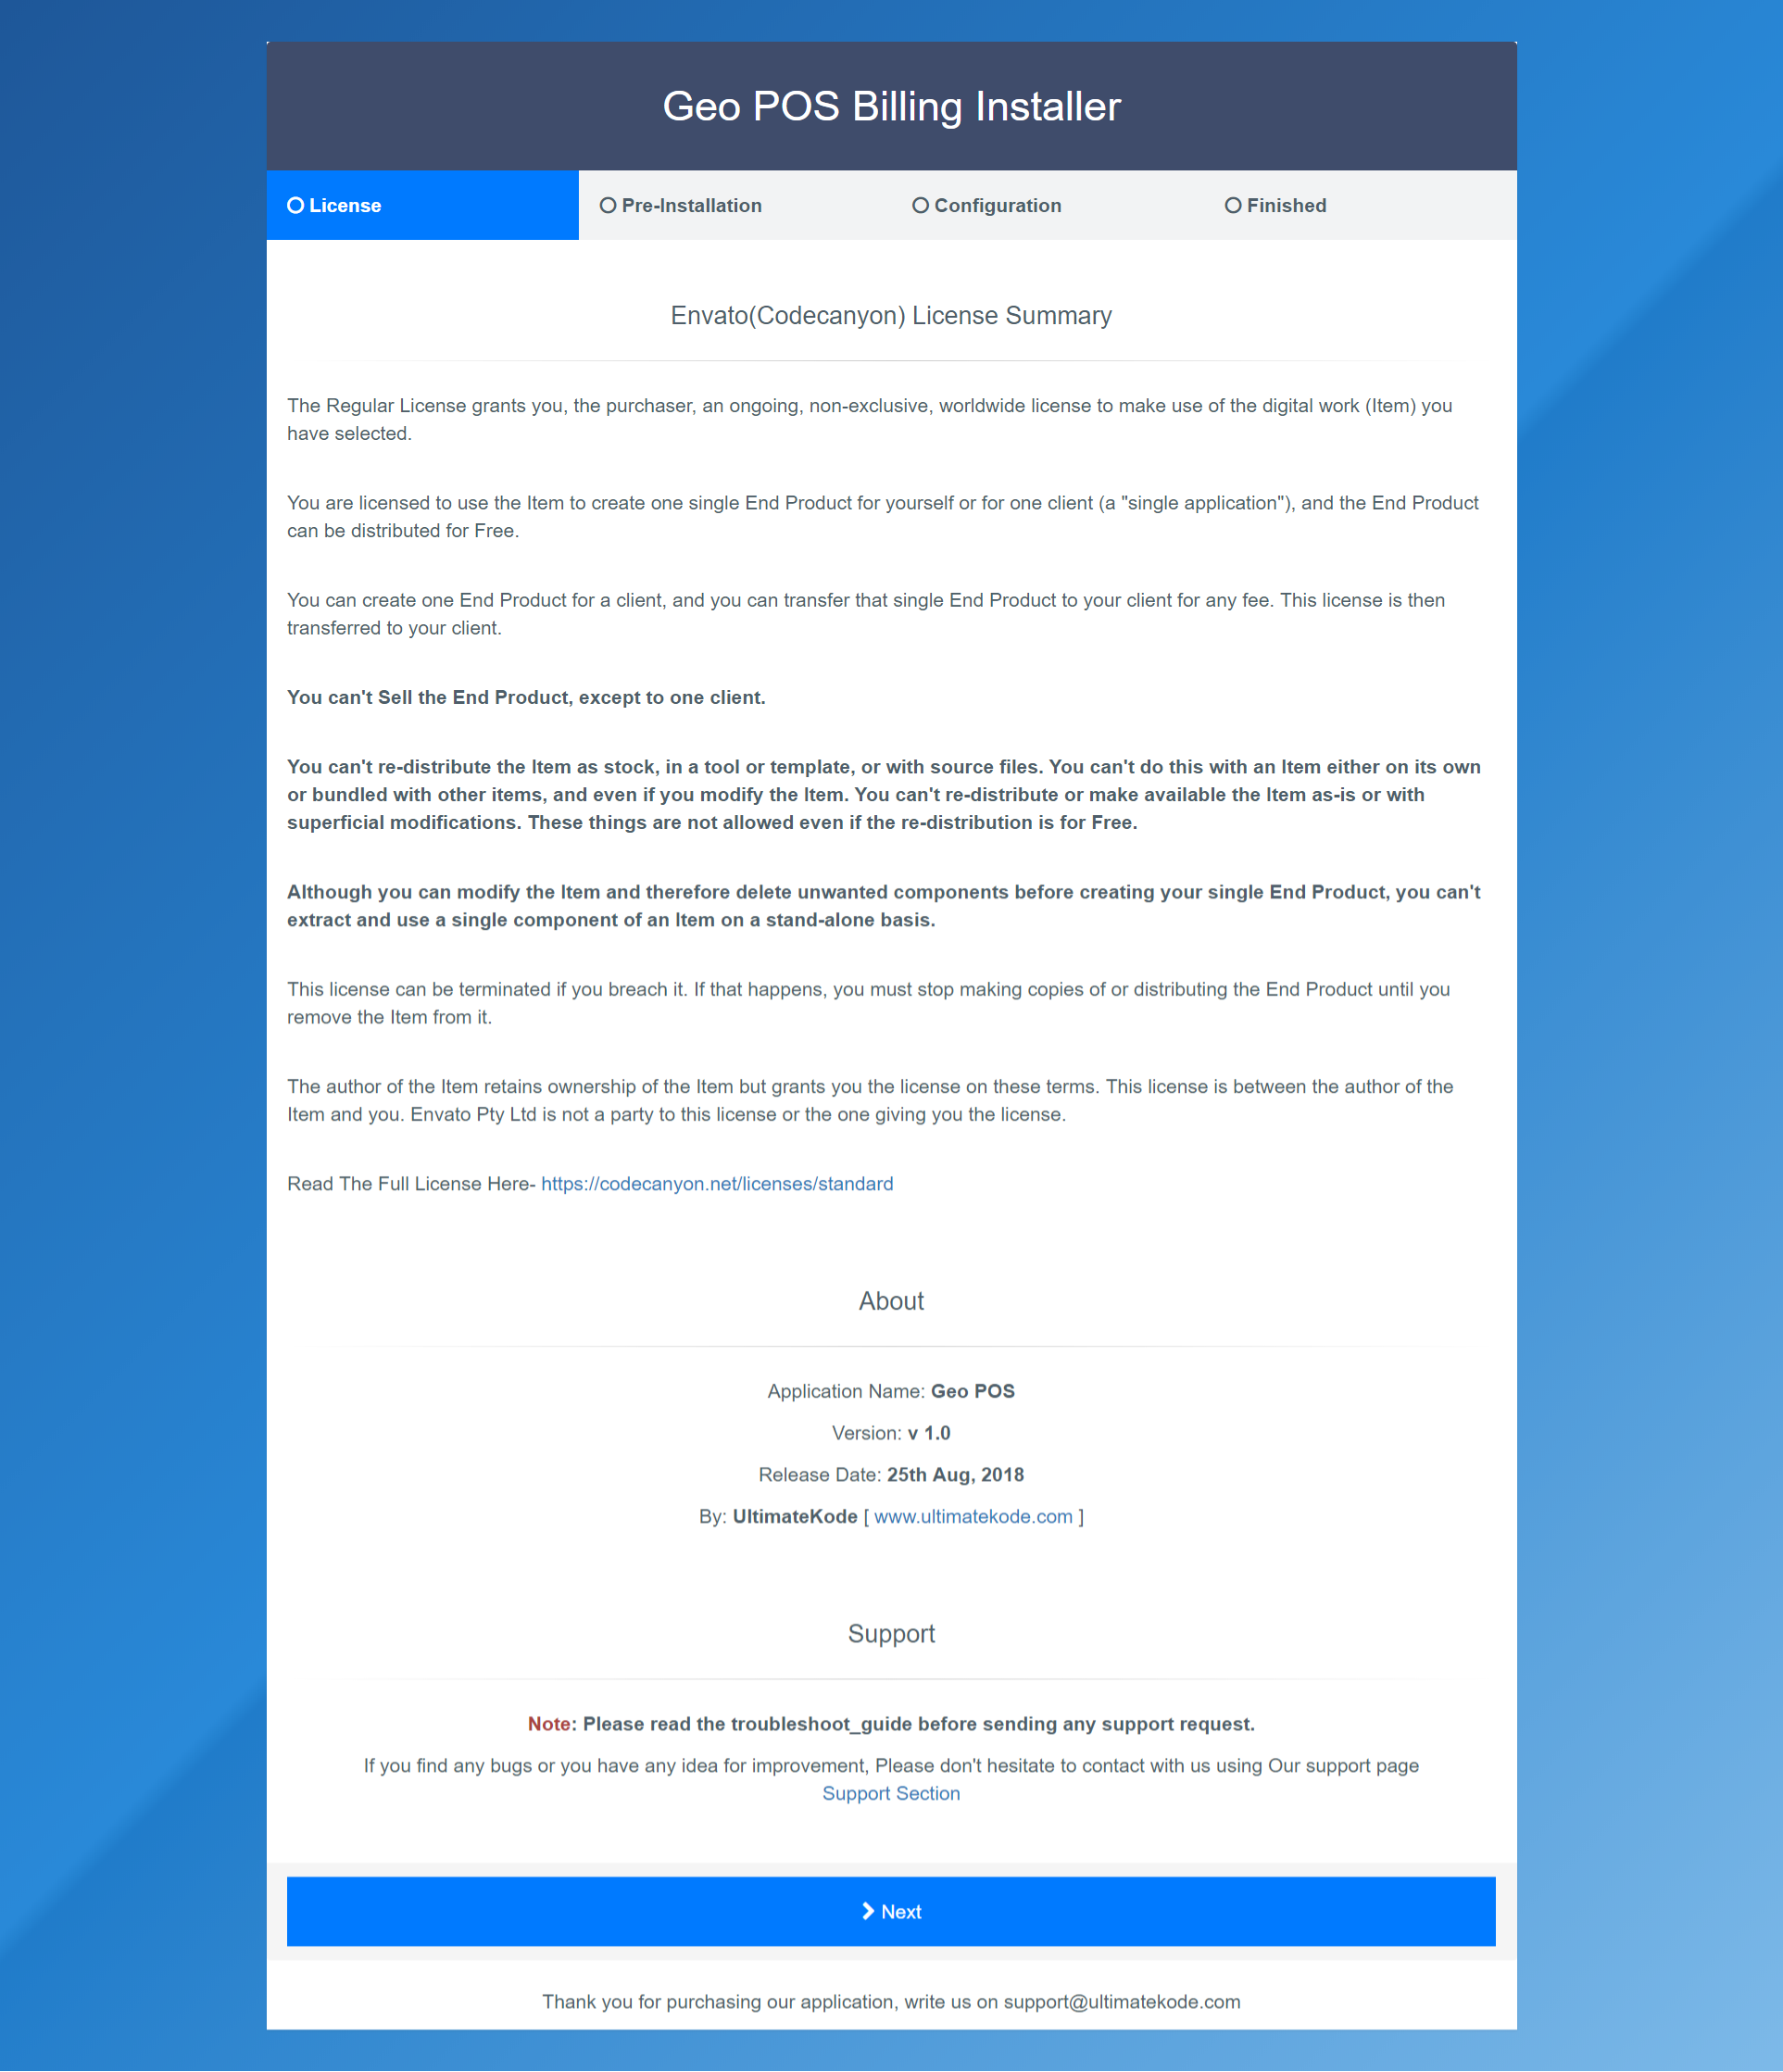 Geo POS Billing Installer
License
Pre-Installation
Configuration
Finished
Envato(Codecanyon) License Summary
The Regular License grants you, the purchaser, an ongoing, non-exclusive, worldwide license to make use of the digital work (Item) you
have selected.
You are licensed to use the Item to create one single End Product for yourself or for one client (a "single application"), and the End Product
can be distributed for Free.
You can create one End Product for a client, and you can transfer that single End Product to your client for any fee. This license is then
transferred to your client.
You can't Sell the End Product, except to one client.
You can't re-distribute the Item as stock, in a tool or template, or with source files. You can't do this with an Item either on its own
or bundled with other items, and even if you modify the Item. You can't re-distribute or make available the Item as-is or with
superficial modifications. These things are not allowed even if the re-distribution is for Free.
Although you can modify the Item and therefore delete unwanted components before creating your single End Product, you can't
extract and use a single component of an Item on a stand-alone basis.
This license can be terminated if you breach it. If that happens, you must stop making copies of or distributing the End Product until you
remove the Item from it.
The author of the Item retains ownership of the Item but grants you the license on these terms. This license is between the author of the
Item and you. Envato Pty Ltd is not a party to this license or the one giving you the license.
Read The Full License Here- https://codecanyon.net/licenses/standard
About
Application Name: Geo POS
Version: v 1.0
Release Date: 25th Aug, 2018
By: UltimateKode [ www.ultimatekode.com ]
Support
Note: Please read the troubleshoot_guide before sending any support request.
If you find any bugs or you have any idea for improvement, Please don't hesitate to contact with us using Our support page
Support Section
Next
Thank you for purchasing our application, write us on support@ultimatekode.com